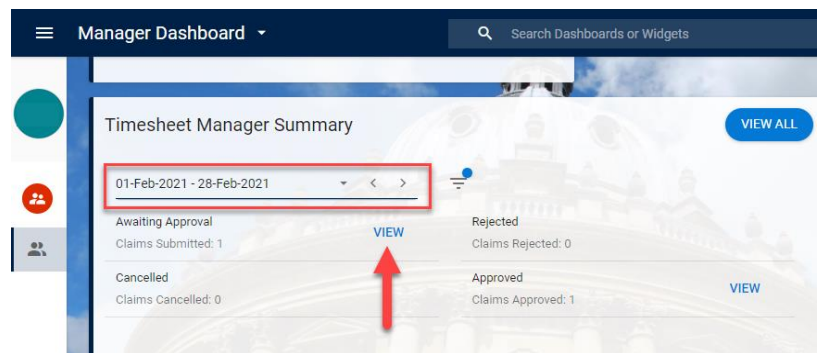 Manager Dashboard
Search Dashboards or Widgets
Timesheet Manager Summary
VIEW ALL
01-Feb-2021 - 28-Feb-2021
Awaiting Approval
Claims Submitted: 1
VIEW
Rejected
Claims Rejected: 0
Cancelled
Claims Cancelled: 0
Approved
Claims Approved: 1
VIEW